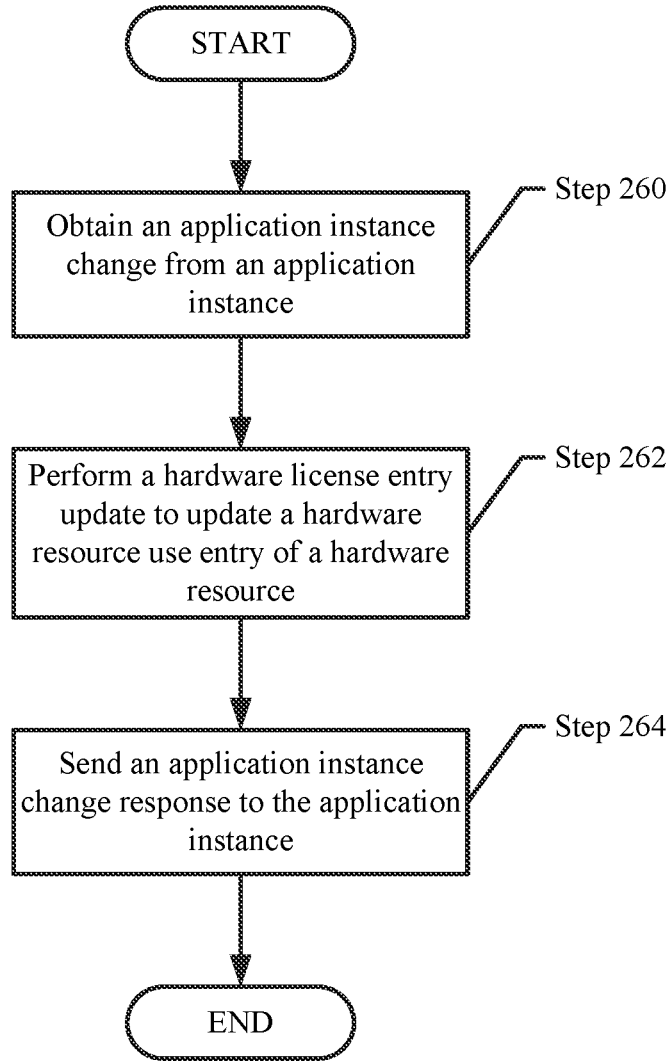 START
Step 260
Obtain an application instance
change from an application
instance
Step 262
Perform a hardware license entry
update to update a hardware
resource use entry of a hardware
resource
Step 264
Send an application instance
change response to the application
instance
END